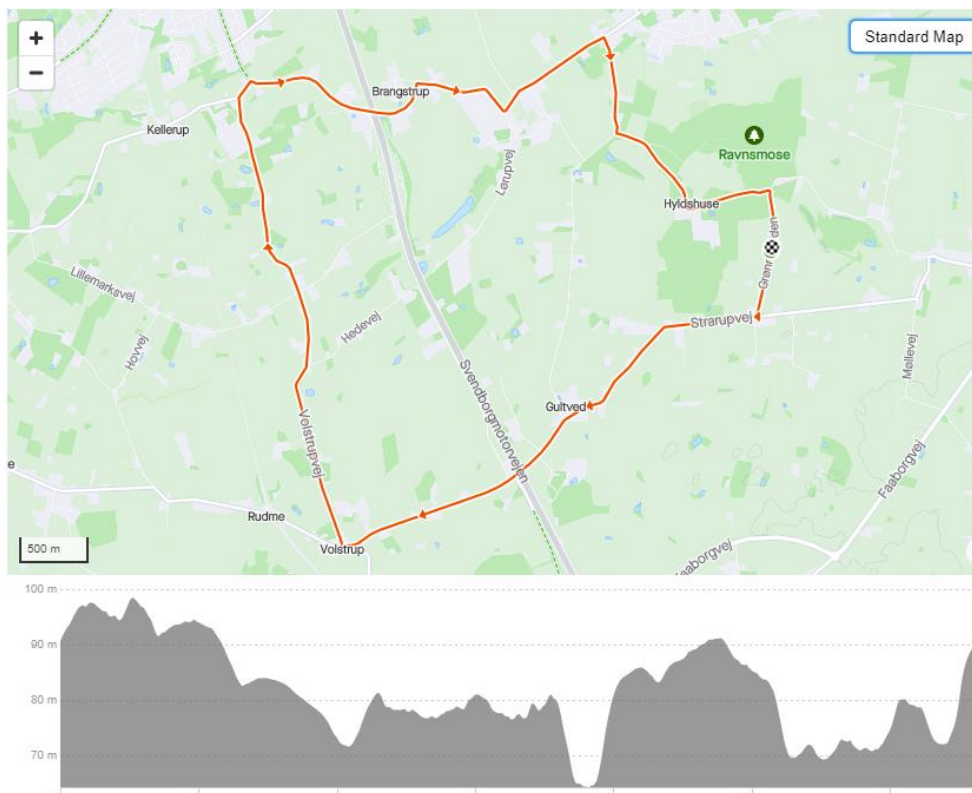 +
Standard Map
−
Brangstrup
Kellerup
Ravnsmose
Lørupvej
Hyldshuse
Lillemarksvej
Strarupvej
Hedevej
Hovvej
Møllevej
Svendborgmotorvejen
Gultved
Volstrupvej
Faaborgvej
e
Rudme
Volstrup
500 m
Faaborgvej
100 m
90 m
80 m
70 m